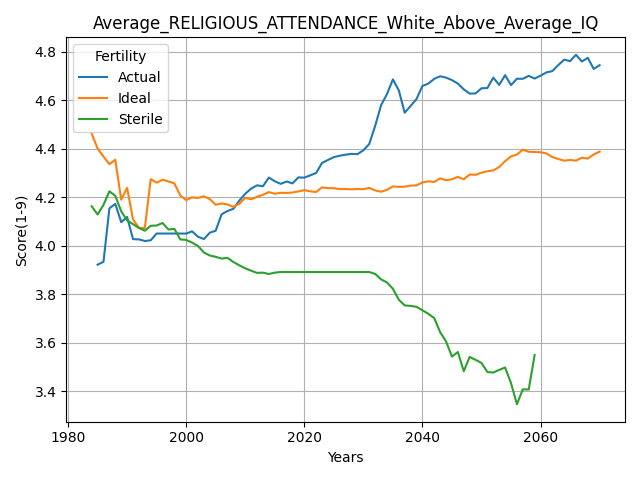 Average_RELIGIOUS_ATTENDANCE_White_Above_Average_IQ
Score(1-9)
4.8
4.6
4.4
4.2
4.0
3.8
3.6
3.4
Fertility
Actual
Ideal
Sterile
1980 2000 2020 2040 2060
Years